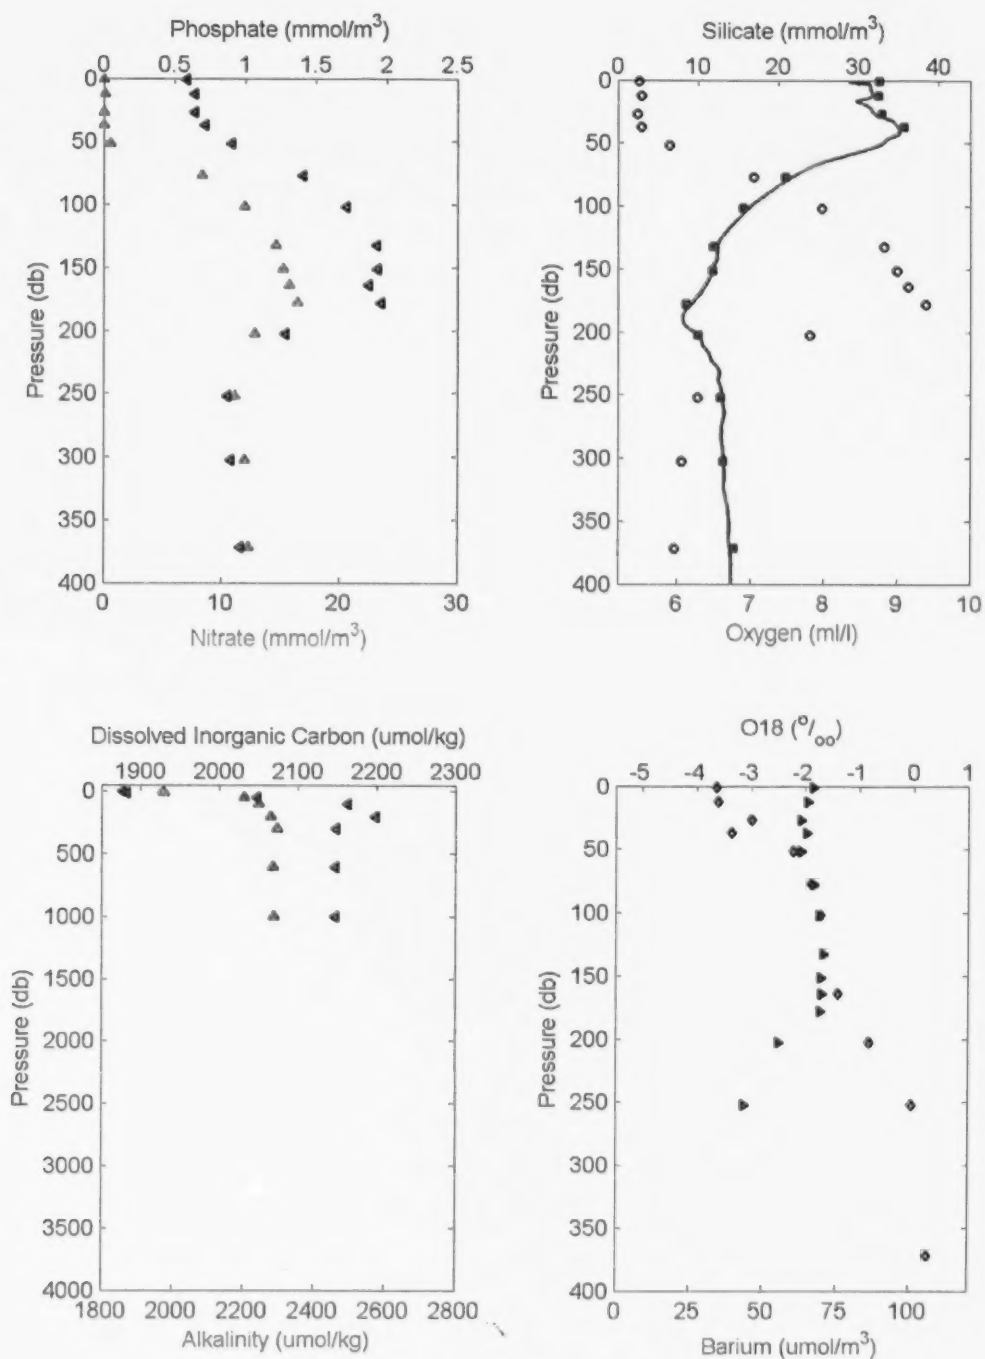 Phosphate (mmol/m³)
0 0.5 1 1.5 2 2.5
0
50
100
150
200
250
300
350
400
Pressure (db)
0 10 20 30
Nitrate (mmol/m³)
Silicate (mmol/m³)
10 20 30 40
0
50
100
150
200
250
300
350
400
Pressure (db)
6 7 8 9 10
Oxygen (ml/l)
Dissolved Inorganic Carbon (umol/kg)
1900 2000 2100 2200 2300
0
500
1000
1500
2000
2500
3000
3500
4000
Pressure (db)
1800 2000 2200 2400 2600 2800
Alkalinity (umol/kg)
O18 (°/oo)
-5 -4 -3 -2 -1 0 1
0
50
100
150
200
250
300
350
400
Pressure (db)
0 25 50 75 100
Barium (umol/m³)